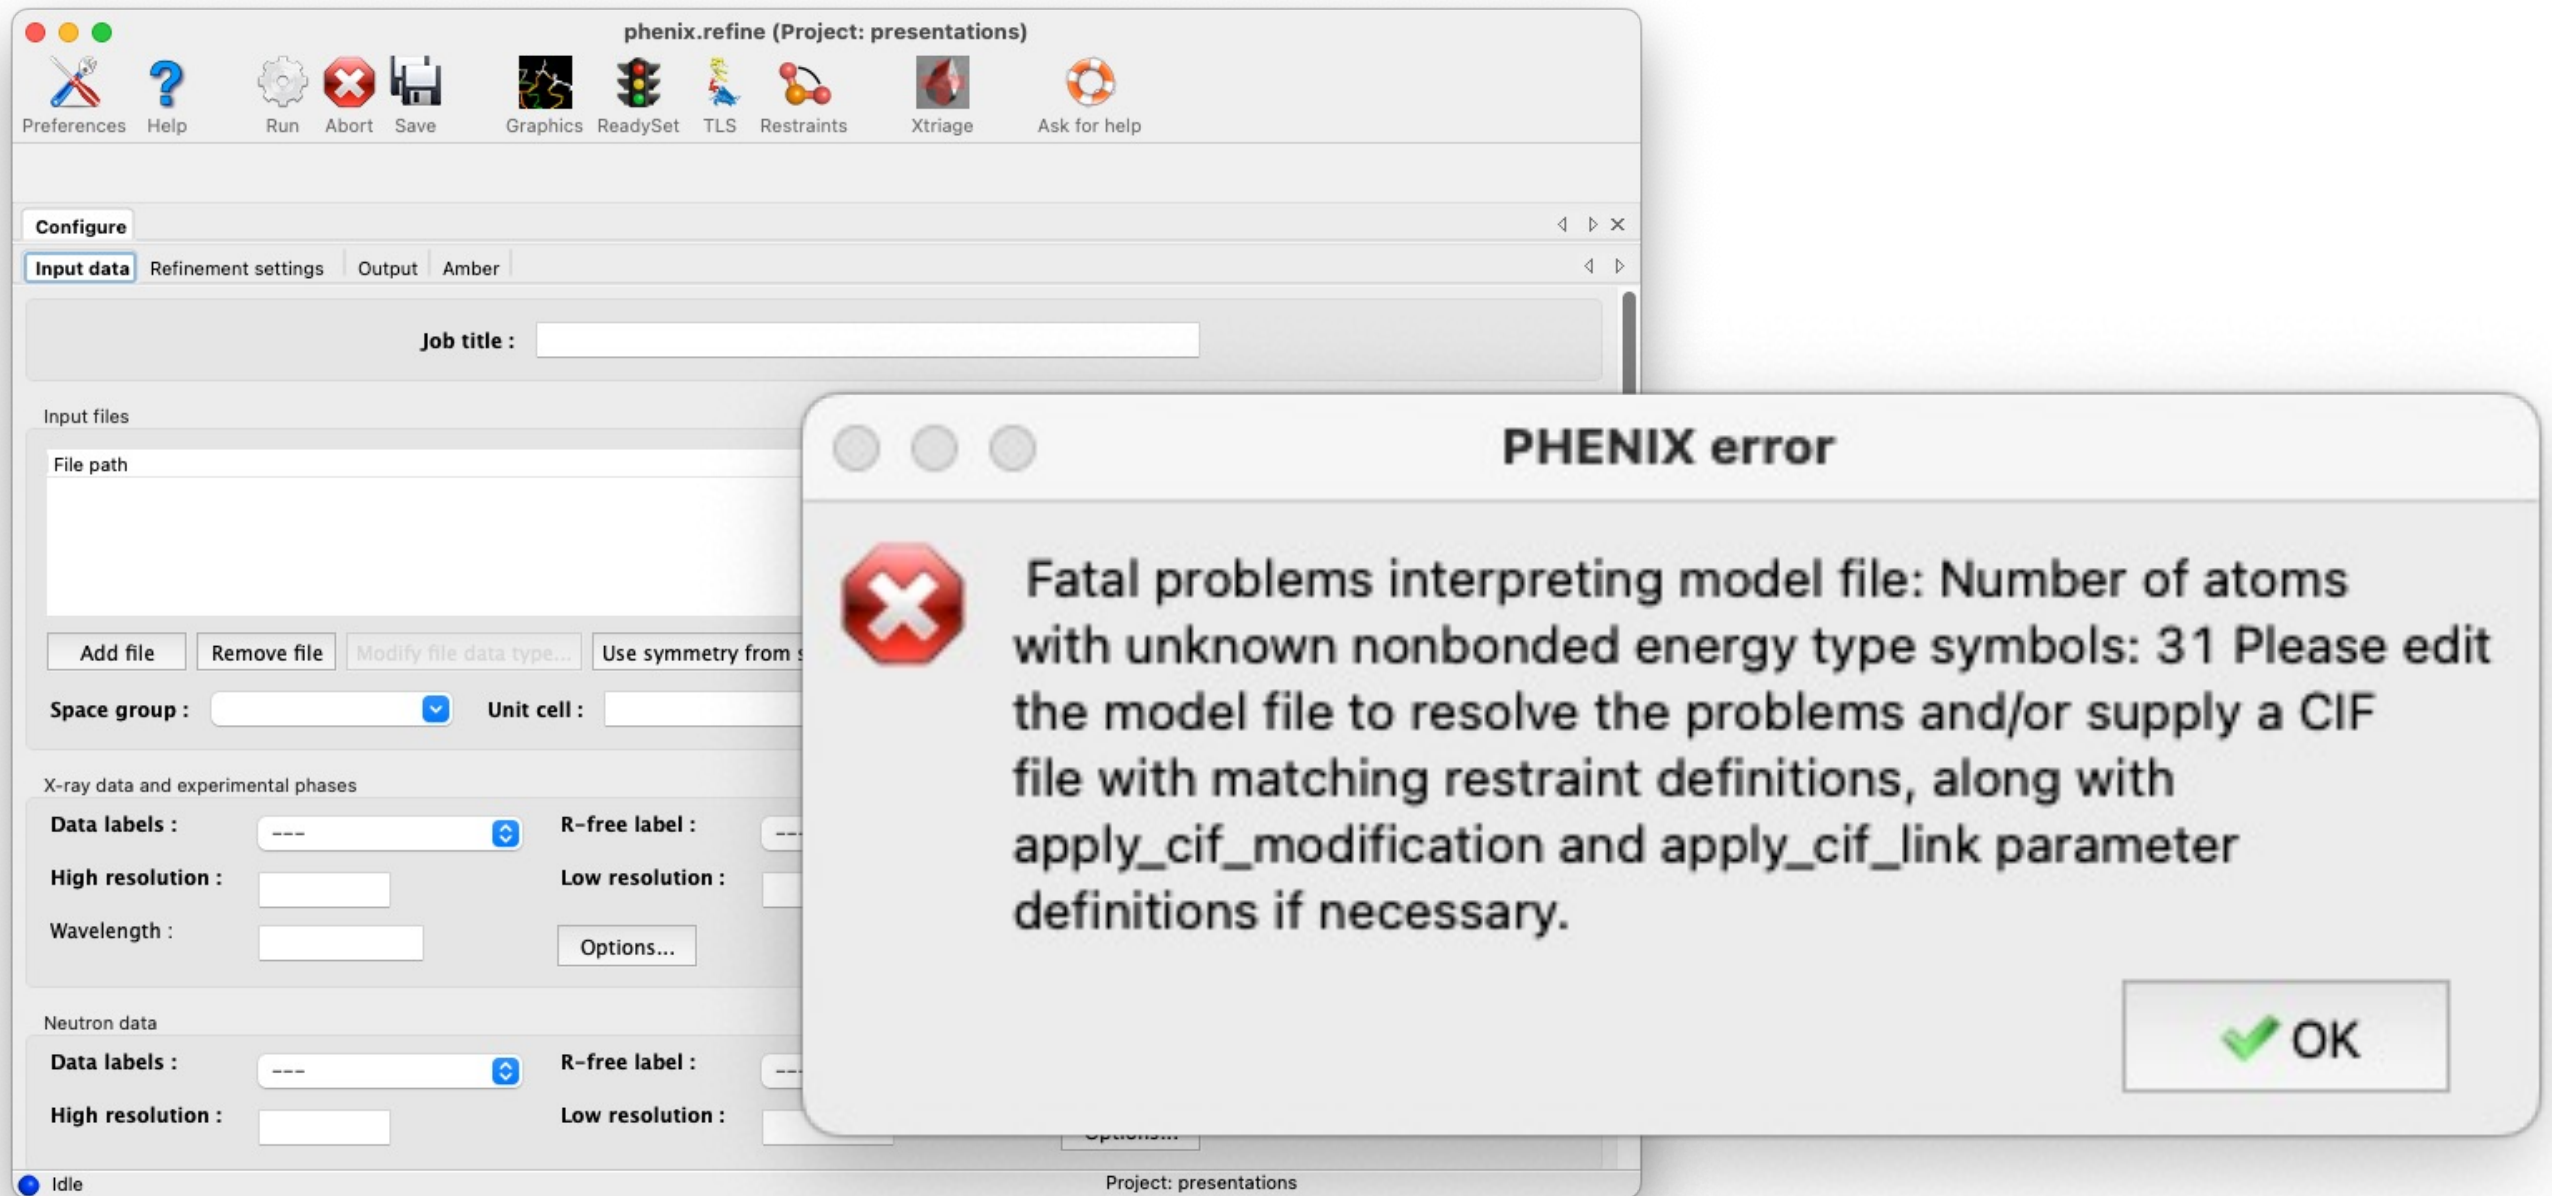 phenix.refine (Project: presentations)
Preferences Help Run Abort Save Graphics ReadySet TLS Restraints Xtriage Ask for help
Configure
Input data Refinement settings Output Amber
Job title :
Input files
File path
Add file Remove file Modify file data type... Use symmetry from
Space group : Unit cell :
X-ray data and experimental phases
Data labels : --- R-free label : ---
High resolution : Low resolution :
Wavelength : Options...
Neutron data
Data labels : --- R-free label : ---
High resolution : Low resolution :
Options...
Idle Project: presentations
PHENIX error
Fatal problems interpreting model file: Number of atoms
with unknown nonbonded energy type symbols: 31 Please edit
the model file to resolve the problems and/or supply a CIF
file with matching restraint definitions, along with
apply_cif_modification and apply_cif_link parameter
definitions if necessary.
OK